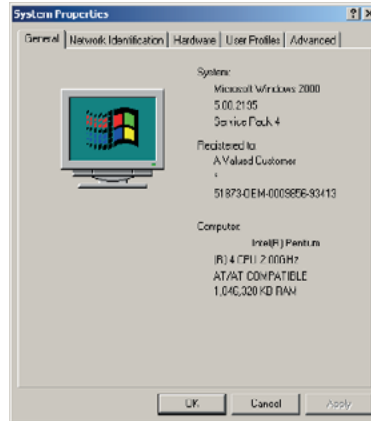 System Properties
General Network Identification Hardware User Profiles Advanced
System:
Microsoft Windows 2000
5.00.2195
Service Pack 4
Registered to:
A Valued Customer
*
51873-OEM-0009856-93413
Computer:
Intel(R) Pentium
(R) 4 CPU 2.00GHz
AT/AT COMPATIBLE
1,046,320 KB RAM
OK Cancel Apply